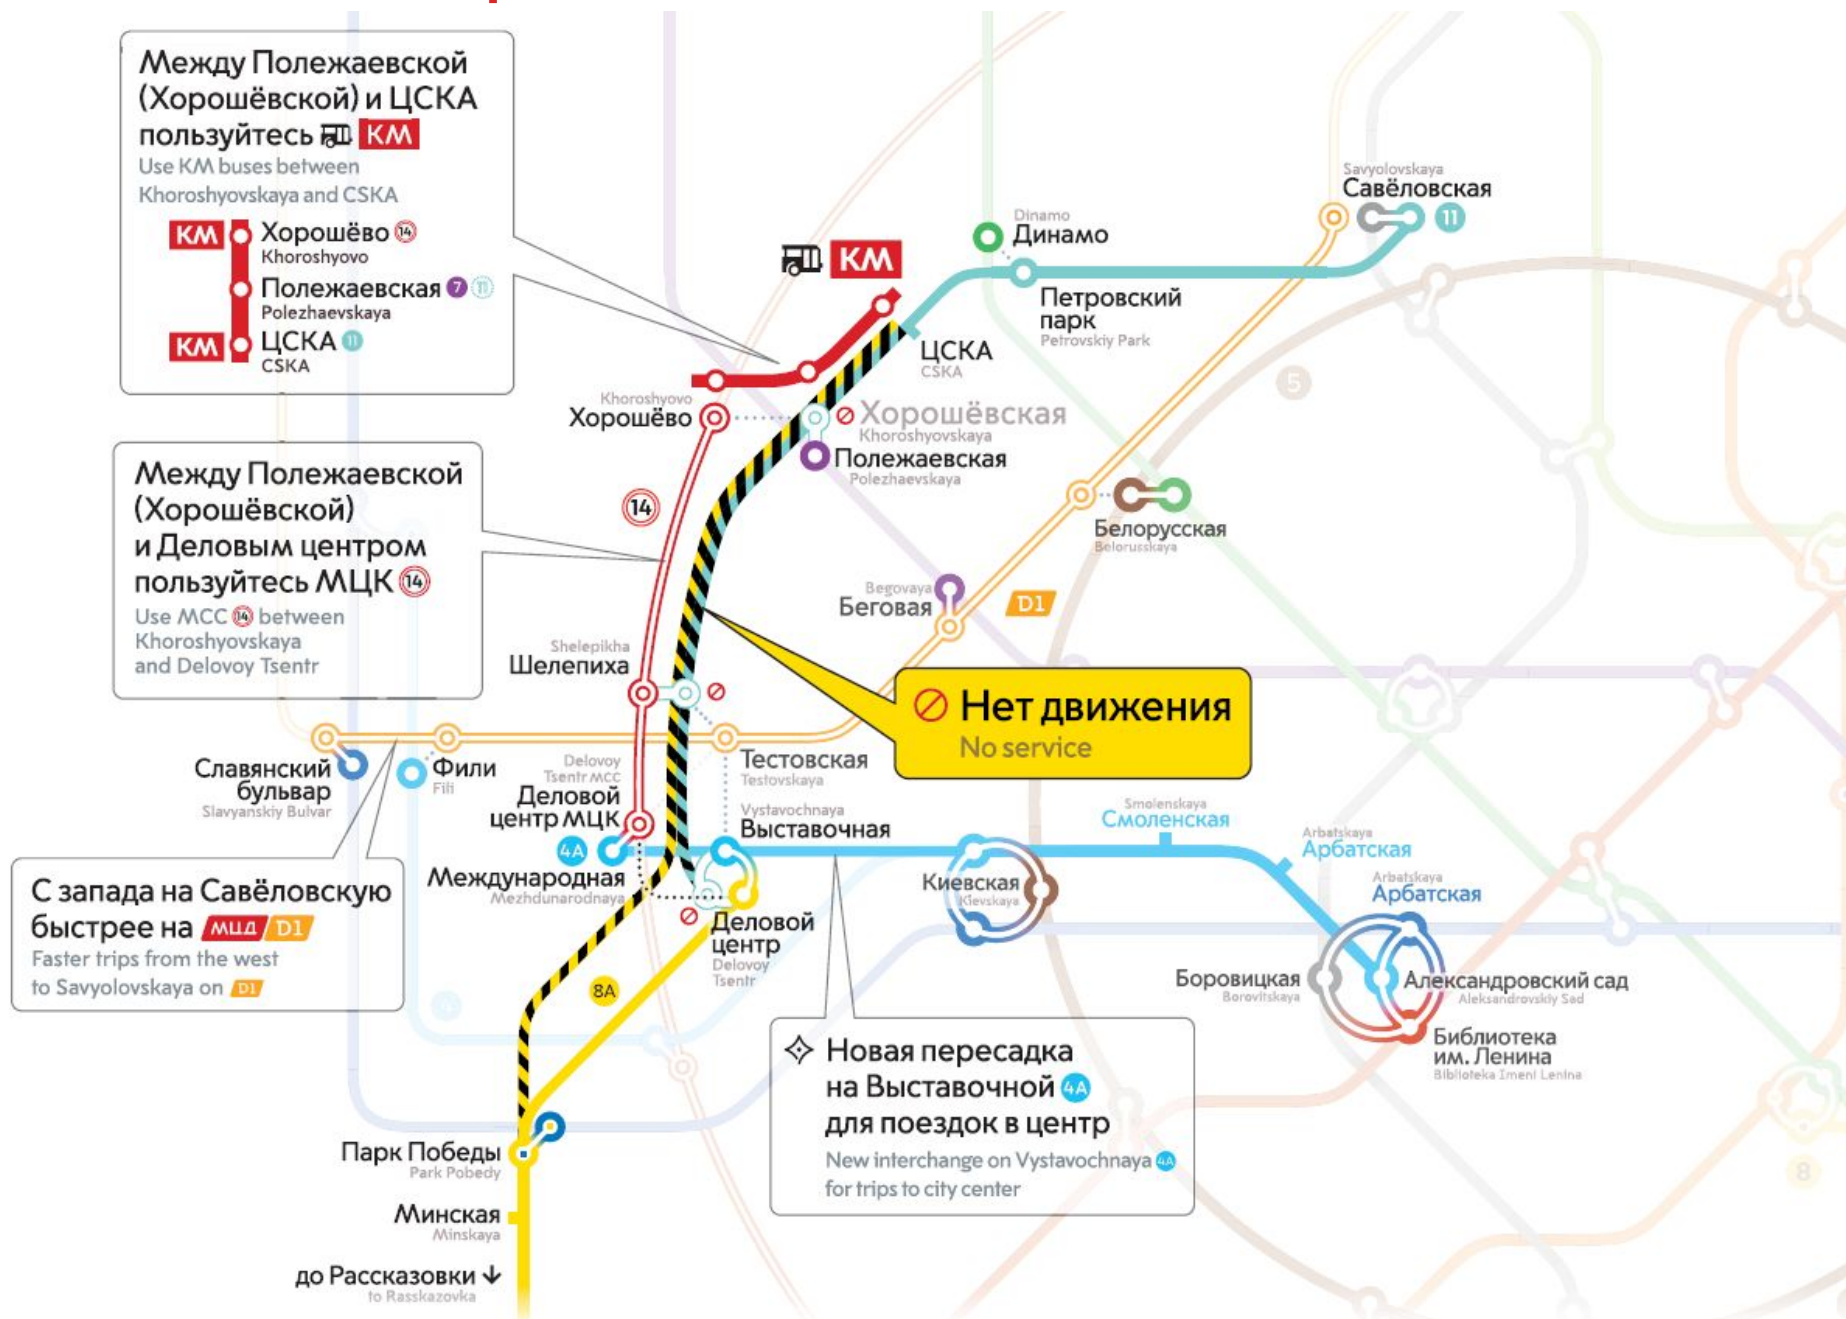 Между Полежаевской
(Хорошёвской) и ЦСКА
пользуйтесь КМ
Use KM buses between
Khoroshyovskaya and CSKA
КМ Хорошёво 14
Khoroshyovo
Полежаевская 7 11
Polezhaevskaya
КМ ЦСКА 11
CSKA
Между Полежаевской
(Хорошёвской)
и Деловым центром
пользуйтесь МЦК 14
Use MCC 14 between
Khoroshyovskaya
and Delovoy Tsentr
КМ
Dinamo
Динамо
Savyolovskaya
Савёловская
11
Петровский
парк
Petrovskiy Park
ЦСКА
CSKA
5
Khoroshyovo
Хорошёво
Хорошёвская
Khoroshyovskaya
Полежаевская
Polezhaevskaya
14
Белорусская
Belorusskaya
Begovaya
Беговая
D1
Shelepikha
Шелепиха
Нет движения
No service
Славянский
бульвар
Slavyanskiy Bulvar
Фили
Fili
Delovoy
Tsentr MCC
Деловой
центр МЦК
Тестовская
Testovskaya
Vystavochnaya
Выставочная
4А
Международная
Mezhdunarodnaya
Smolenskaya
Смоленская
Arbatskaya
Арбатская
Arbatskaya
Арбатская
Киевская
Kievskaya
Деловой
центр
Delovoy
Tsentr
С запада на Савёловскую
быстрее на МЦД D1
Faster trips from the west
to Savyolovskaya on D1
8А
Боровицкая
Borovitskaya
Александровский сад
Aleksandrovskiy Sad
Библиотека
им. Ленина
Biblioteka Imeni Lenina
Новая пересадка
на Выставочной 4А
для поездок в центр
New interchange on Vystavochnaya 4А
for trips to city center
8
Парк Победы
Park Pobedy
Минская
Minskaya
до Рассказовки ↓
to Rasskazovka